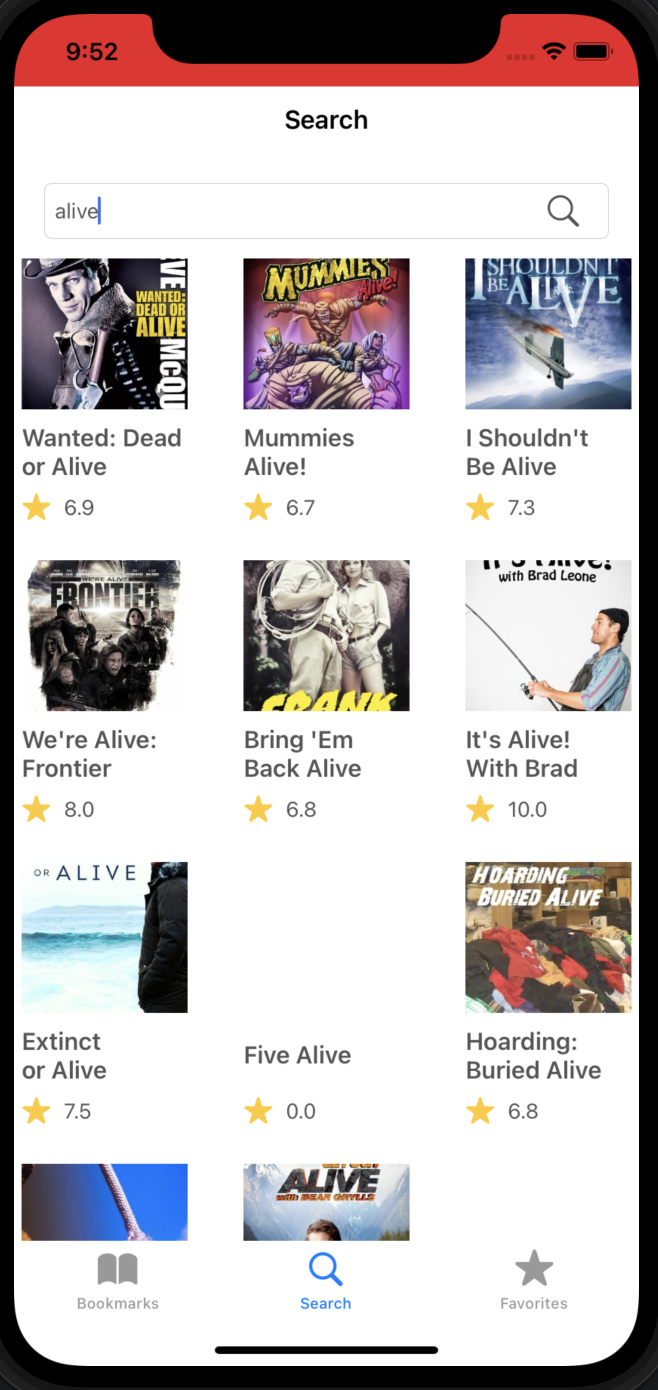 9:52
Search
alive
WANTED:
DEAD OR
ALIVE
MCQU
MUMMIES
Alive!
I SHOULDN'T
BE ALIVE
Wanted: Dead
or Alive
Mummies
Alive!
I Shouldn't
Be Alive
6.9
6.7
7.3
WE'RE ALIVE
FRONTIER
FRANK
with Brad Leone
We're Alive:
Frontier
Bring 'Em
Back Alive
It's Alive!
With Brad
8.0
6.8
10.0
OR ALIVE
HOARDING
BURIED ALIVE
Extinct
or Alive
Five Alive
Hoarding:
Buried Alive
7.5
0.0
6.8
ALIVE
with BEAR GRYLLS
Bookmarks
Search
Favorites